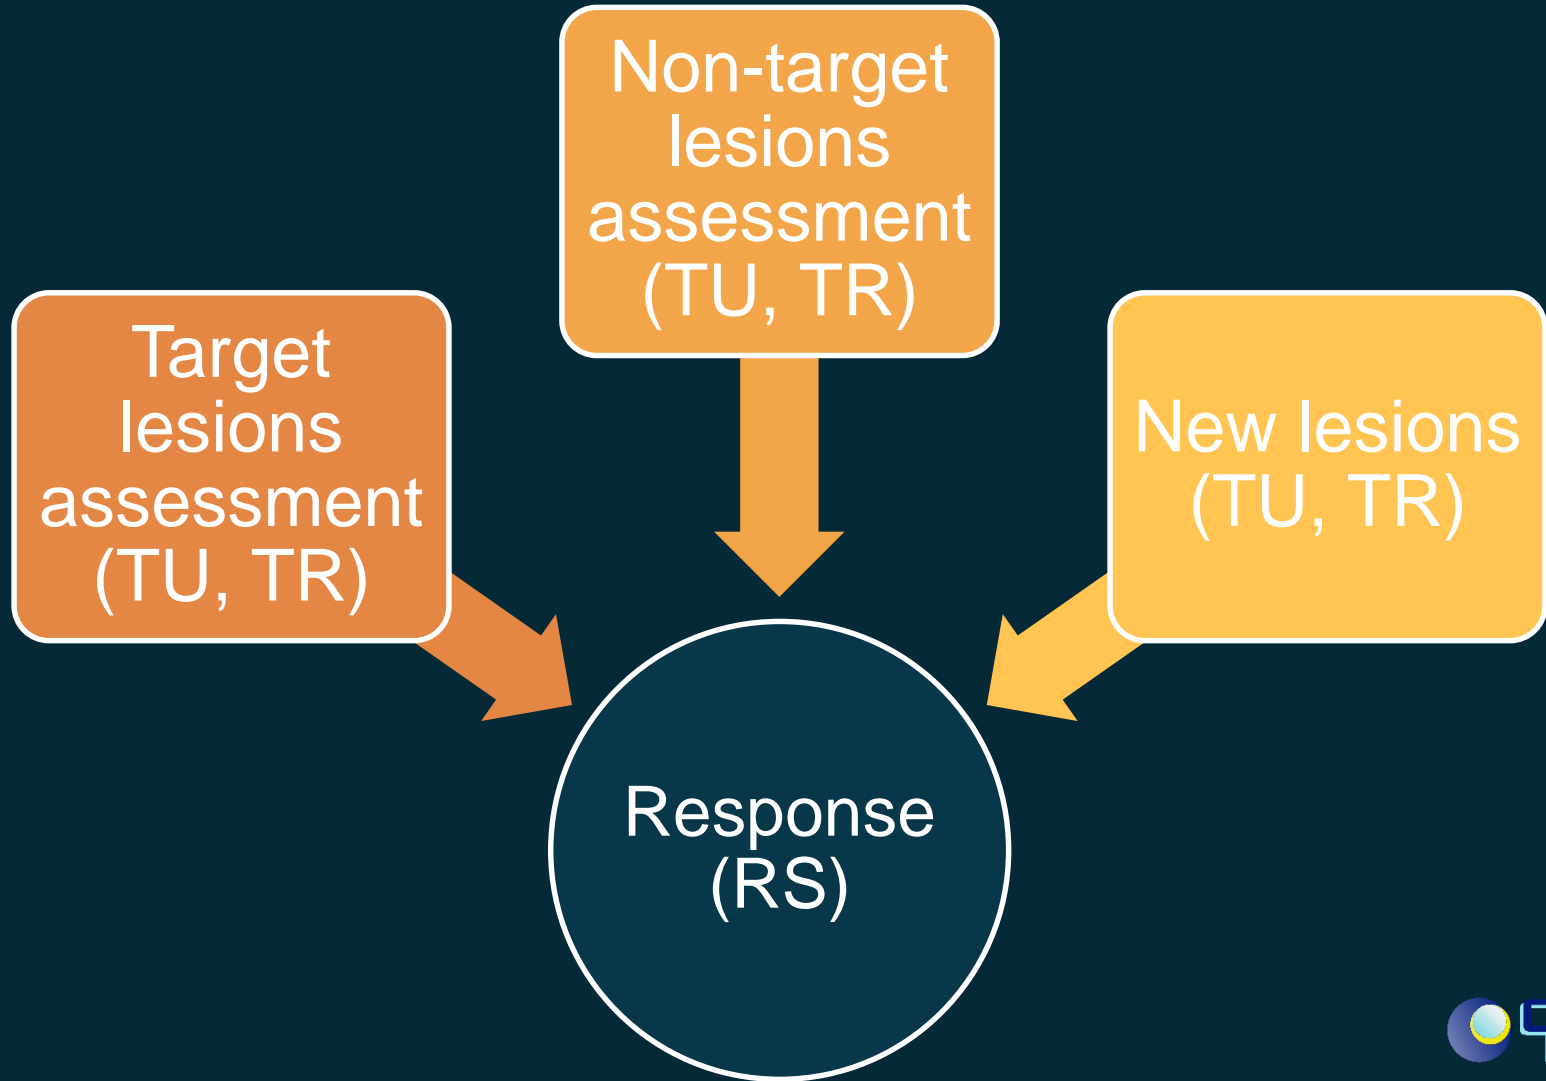 Non-target
lesions
assessment
(TU, TR)
Target
lesions
assessment
(TU, TR)
New lesions
(TU, TR)
Response
(RS)